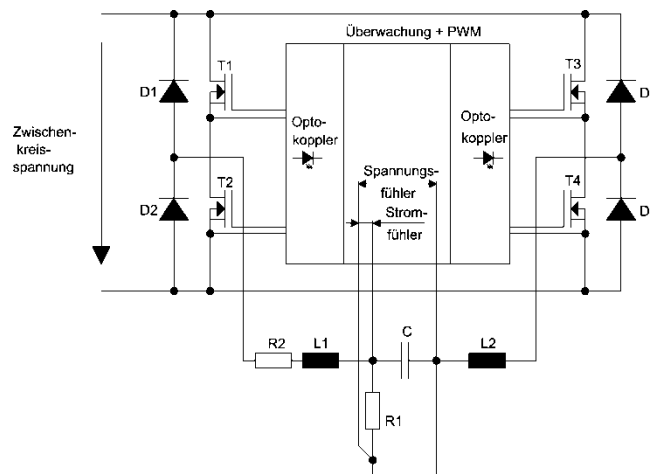 Überwachung + PWM
T1
T3
D1
D
Opto-
koppler
Opto-
koppler
Zwischen-
kreis-
spannung
Spannungs-
fühler
T2
T4
D2
D
Strom-
fühler
R2
L1
C
L2
R1